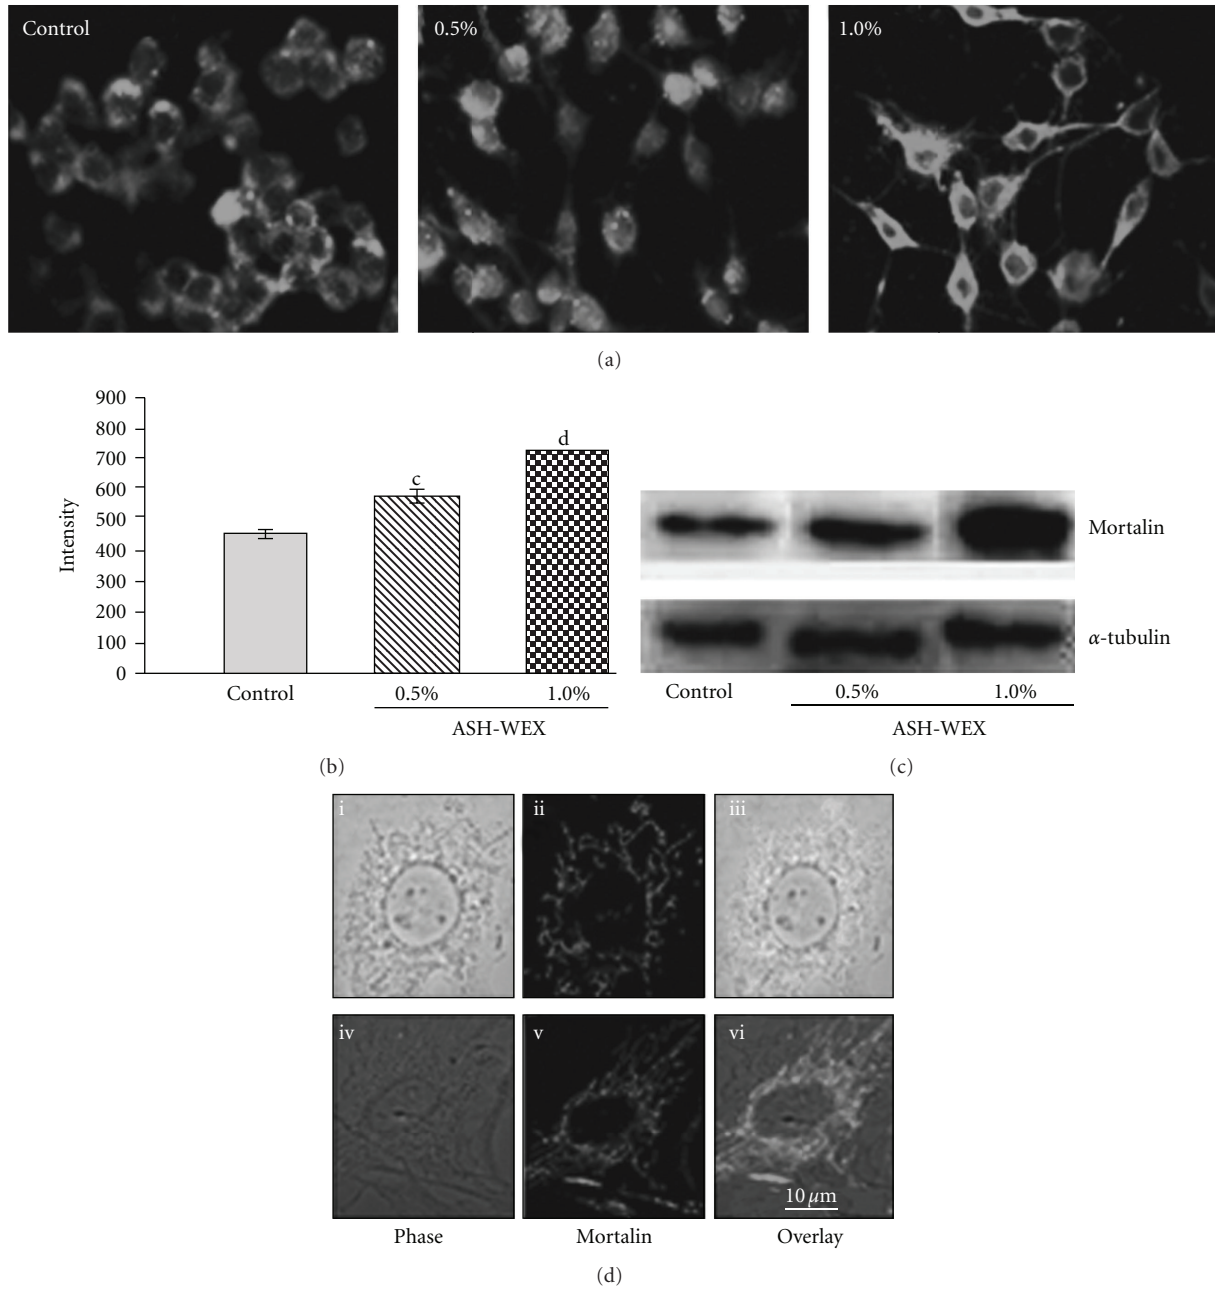 Control
0.5%
1.0%
(a)
900
800
700
600
500
400
300
200
100
0
Intensity
c
d
Control
0.5%
1.0%
ASH-WEX
(b)
Mortalin
α-tubulin
Control
0.5%
1.0%
ASH-WEX
(c)
i
ii
iii
iv
v
vi
10 μm
Phase
Mortalin
Overlay
(d)